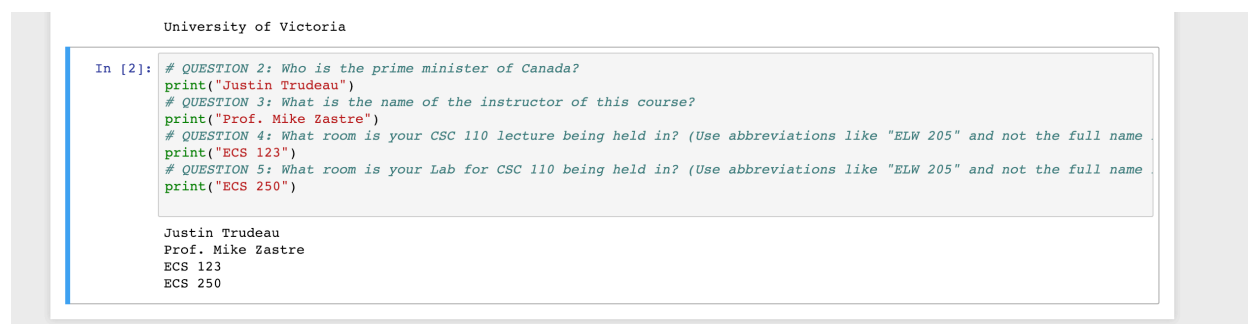 University of Victoria
In [2]: # QUESTION 2: Who is the prime minister of Canada?
print("Justin Trudeau")
# QUESTION 3: What is the name of the instructor of this course?
print("Prof. Mike Zastre")
# QUESTION 4: What room is your CSC 110 lecture being held in? (Use abbreviations like "ELW 205" and not the full name
print("ECS 123")
# QUESTION 5: What room is your Lab for CSC 110 being held in? (Use abbreviations like "ELW 205" and not the full name
print("ECS 250")
Justin Trudeau
Prof. Mike Zastre
ECS 123
ECS 250